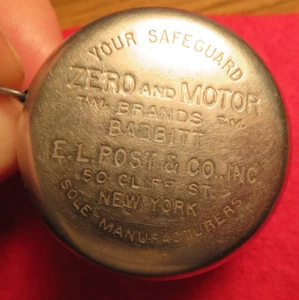 YOUR SAFEGUARD
ZERO AND MOTOR
T.M. BRANDS T.M.
BABBITT
E.L. POST & CO., INC
50 CLIFF ST.
NEW YORK
SOLE MANUFACTURERS